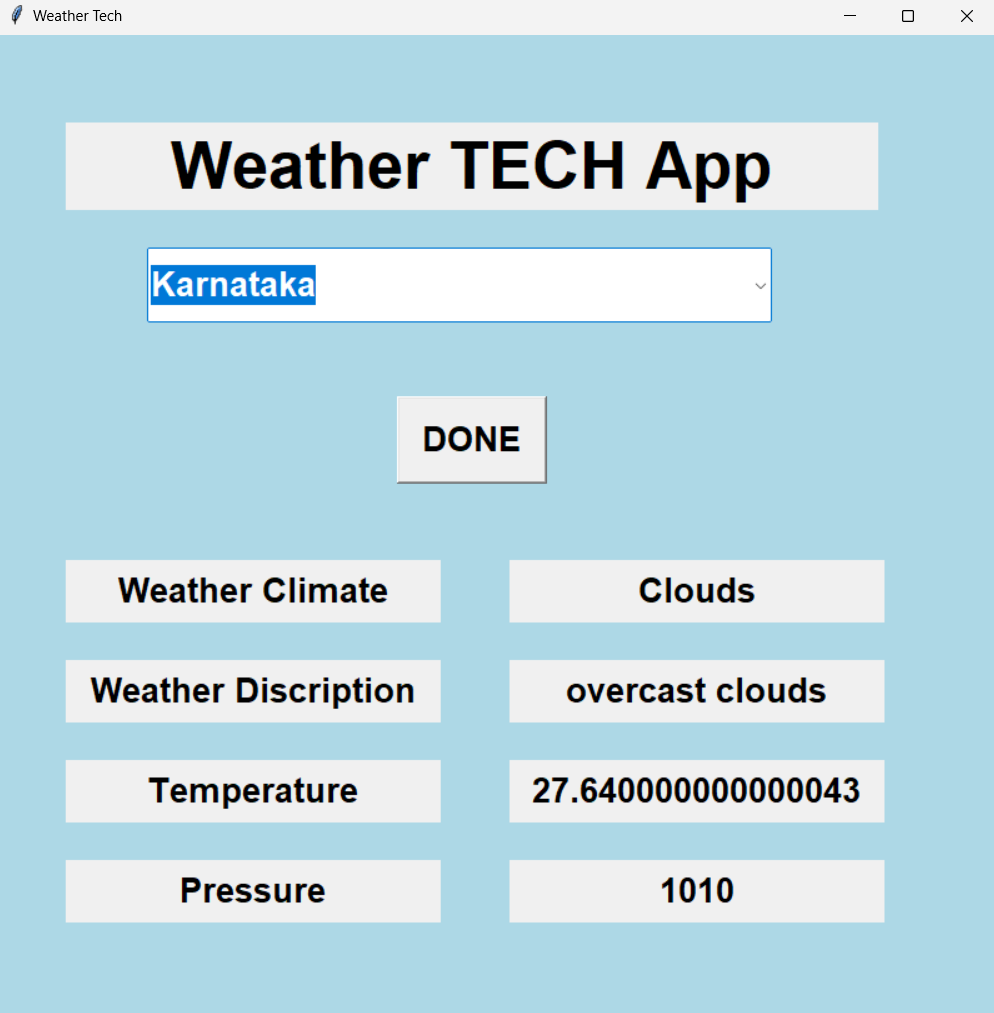 Weather Tech
Weather TECH App
Karnataka
DONE
Weather Climate Clouds
Weather Discription overcast clouds
Temperature 27.640000000000043
Pressure 1010